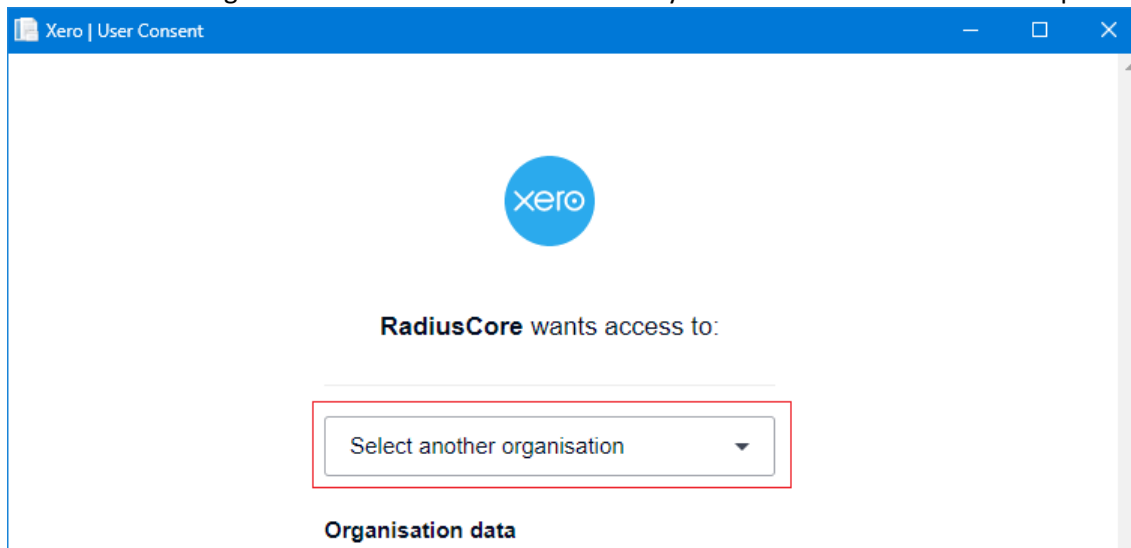 Xero | User Consent
xero
RadiusCore wants access to:
Select another organisation
Organisation data